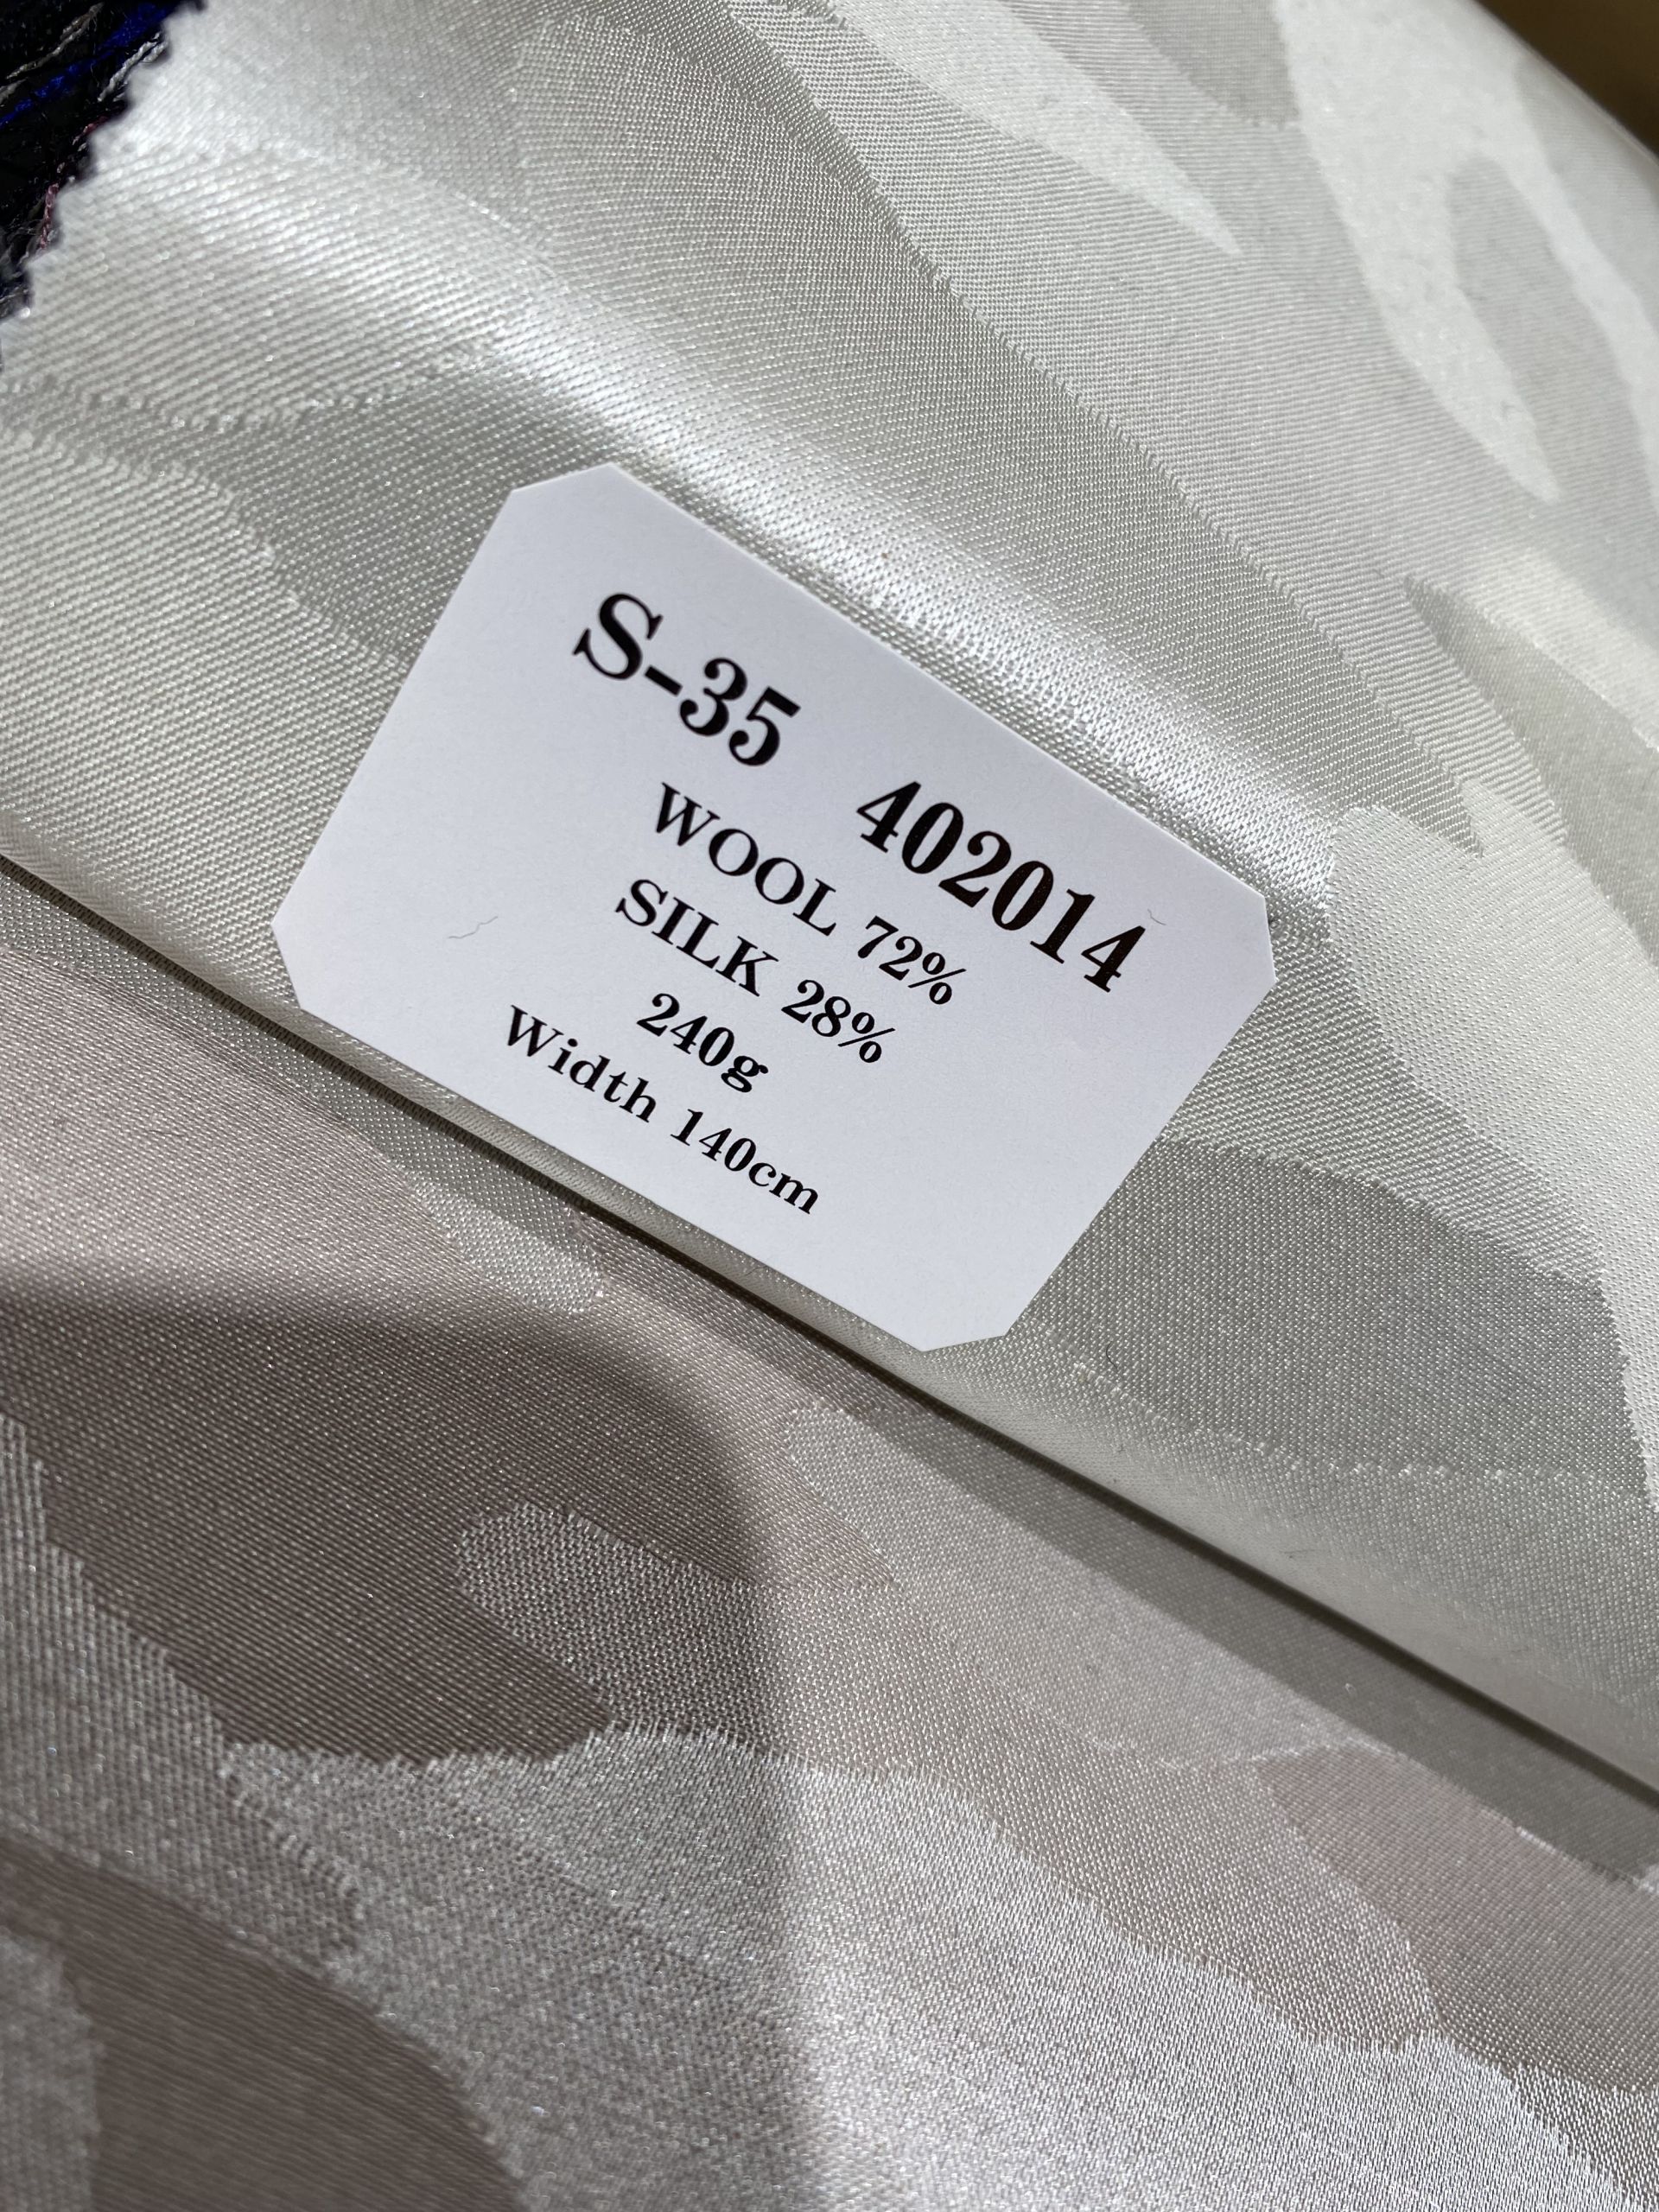 S-35 402014
WOOL 72%
SILK 28%
240g
Width 140cm